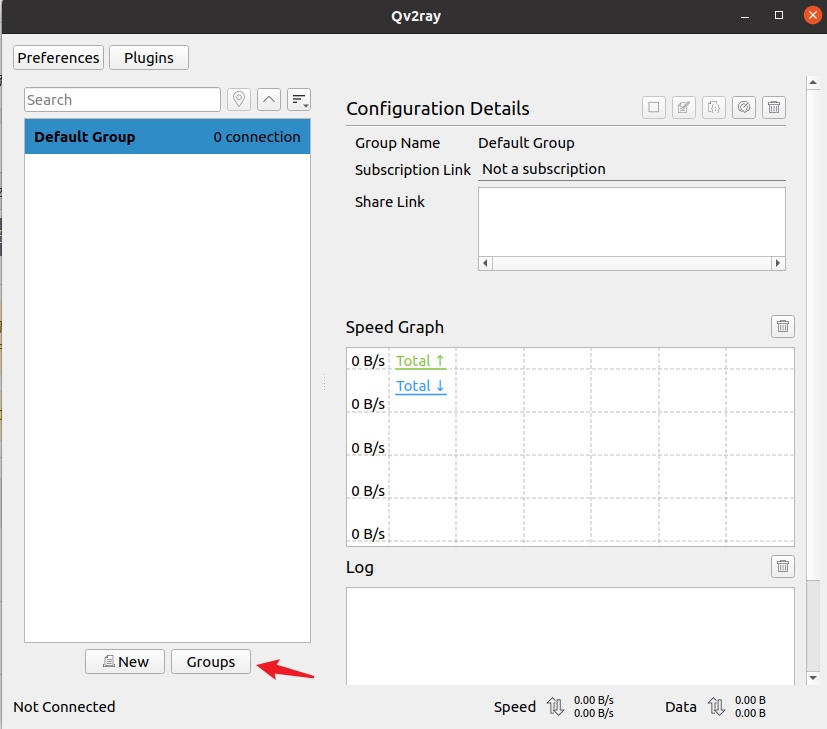 Qv2ray
Preferences Plugins
Search
Default Group 0 connection
New Groups
Configuration Details
Group Name Default Group
Subscription Link Not a subscription
Share Link
Speed Graph
0 B/s Total ↑
Total ↓
0 B/s
0 B/s
0 B/s
0 B/s
Log
Not Connected
Speed 0.00 B/s
0.00 B/s
Data 0.00 B
0.00 B